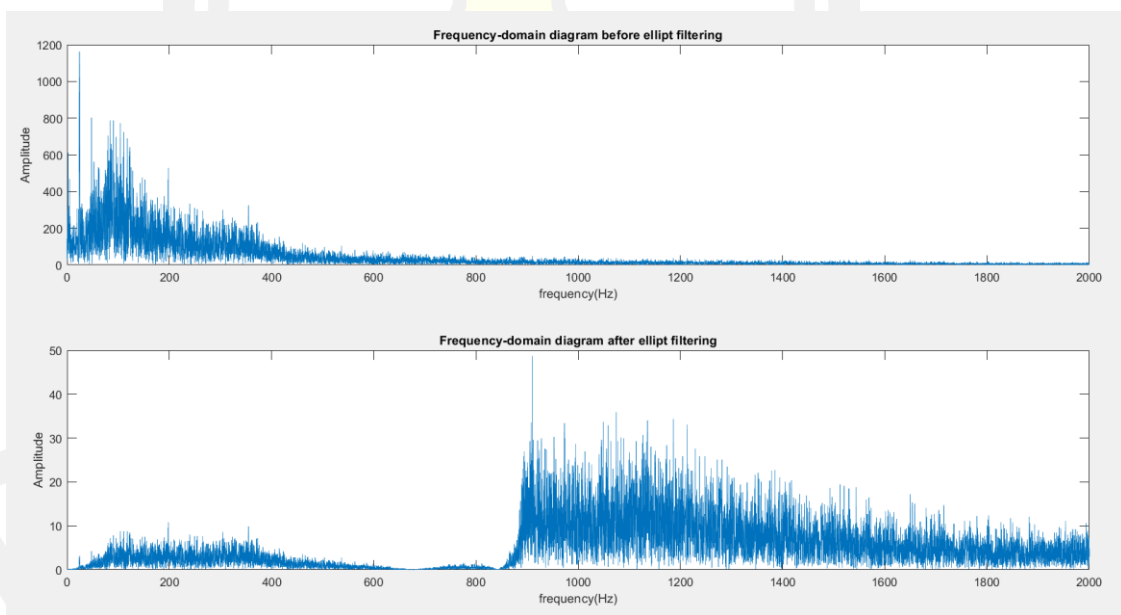 Frequency-domain diagram before ellipt filtering
1200
1000
800
600
400
200
0
Amplitude
0 200 400 600 800 1000 1200 1400 1600 1800 2000
frequency(Hz)
Frequency-domain diagram after ellipt filtering
50
40
30
20
10
0
Amplitude
0 200 400 600 800 1000 1200 1400 1600 1800 2000
frequency(Hz)